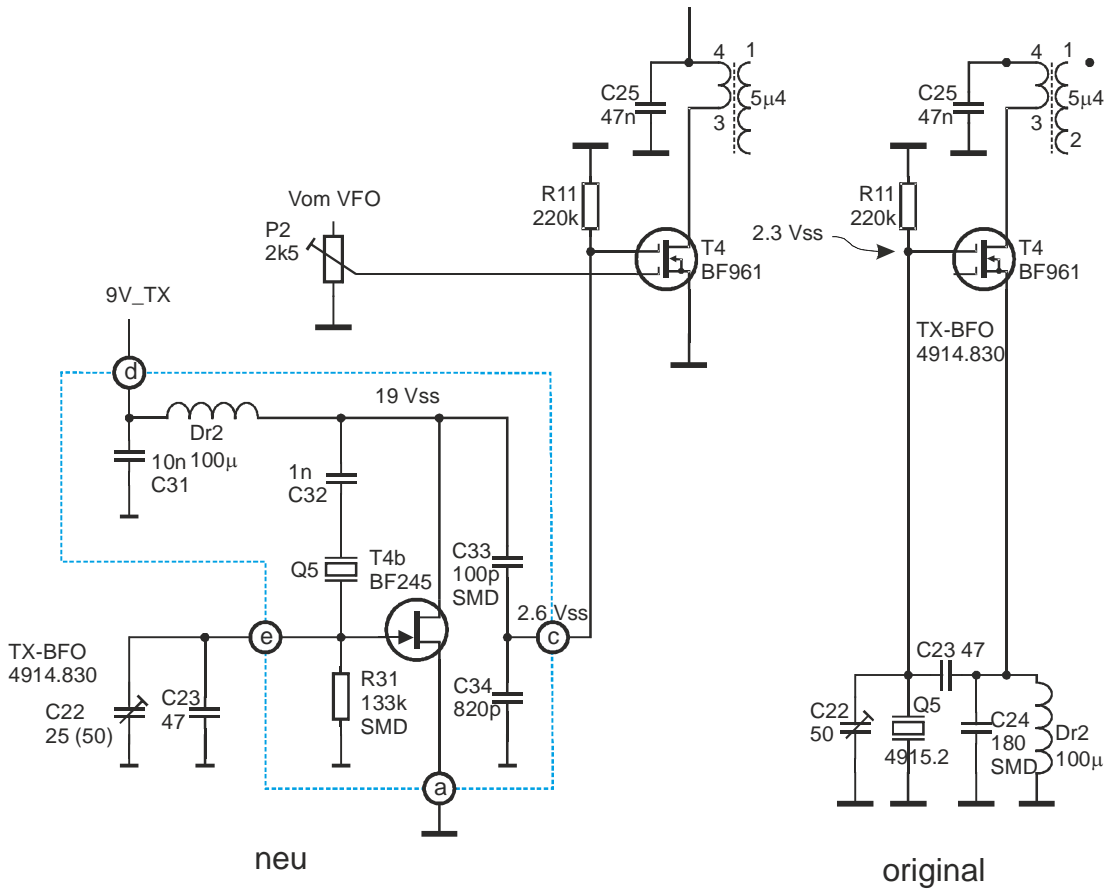 4
1
C25
47n
5µ4
3
R11
220k
T4
BF961
Vom VFO
P2
2k5
9V_TX
d
19 Vss
Dr2
100µ
10n
C31
1n
C32
Q5
T4b
BF245
C33
100p
SMD
2.6 Vss
e
c
TX-BFO
4914.830
C22
25 (50)
C23
47
R31
133k
SMD
C34
820p
a
neu
4
1
C25
47n
5µ4
3
2
R11
220k
2.3 Vss
T4
BF961
TX-BFO
4914.830
C23 47
C22
50
Q5
4915.2
C24
180
SMD
Dr2
100µ
original